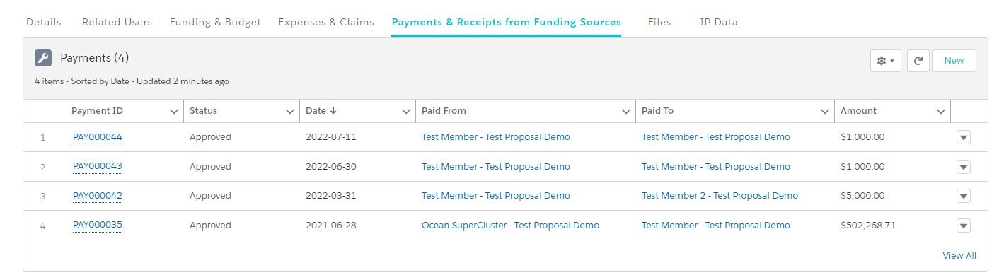 Details Related Users Funding & Budget Expenses & Claims Payments & Receipts from Funding Sources Files IP Data
Payments (4)
New
4 items • Sorted by Date • Updated 2 minutes ago
Payment ID Status Date Paid From Paid To Amount
1 PAY000044 Approved 2022-07-11 Test Member - Test Proposal Demo Test Member - Test Proposal Demo $1,000.00
2 PAY000043 Approved 2022-06-30 Test Member - Test Proposal Demo Test Member - Test Proposal Demo $1,000.00
3 PAY000042 Approved 2022-03-31 Test Member - Test Proposal Demo Test Member 2 - Test Proposal Demo $5,000.00
4 PAY000035 Approved 2021-06-28 Ocean SuperCluster - Test Proposal Demo Test Member - Test Proposal Demo $502,268.71
View All